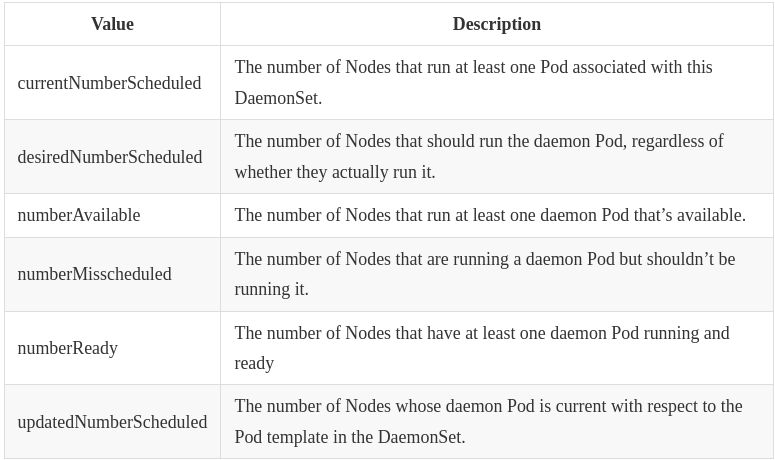 Value Description
currentNumberScheduled The number of Nodes that run at least one Pod associated with this
DaemonSet.
desiredNumberScheduled The number of Nodes that should run the daemon Pod, regardless of
whether they actually run it.
numberAvailable The number of Nodes that run at least one daemon Pod that’s available.
numberMisscheduled The number of Nodes that are running a daemon Pod but shouldn’t be
running it.
numberReady The number of Nodes that have at least one daemon Pod running and
ready
updatedNumberScheduled The number of Nodes whose daemon Pod is current with respect to the
Pod template in the DaemonSet.